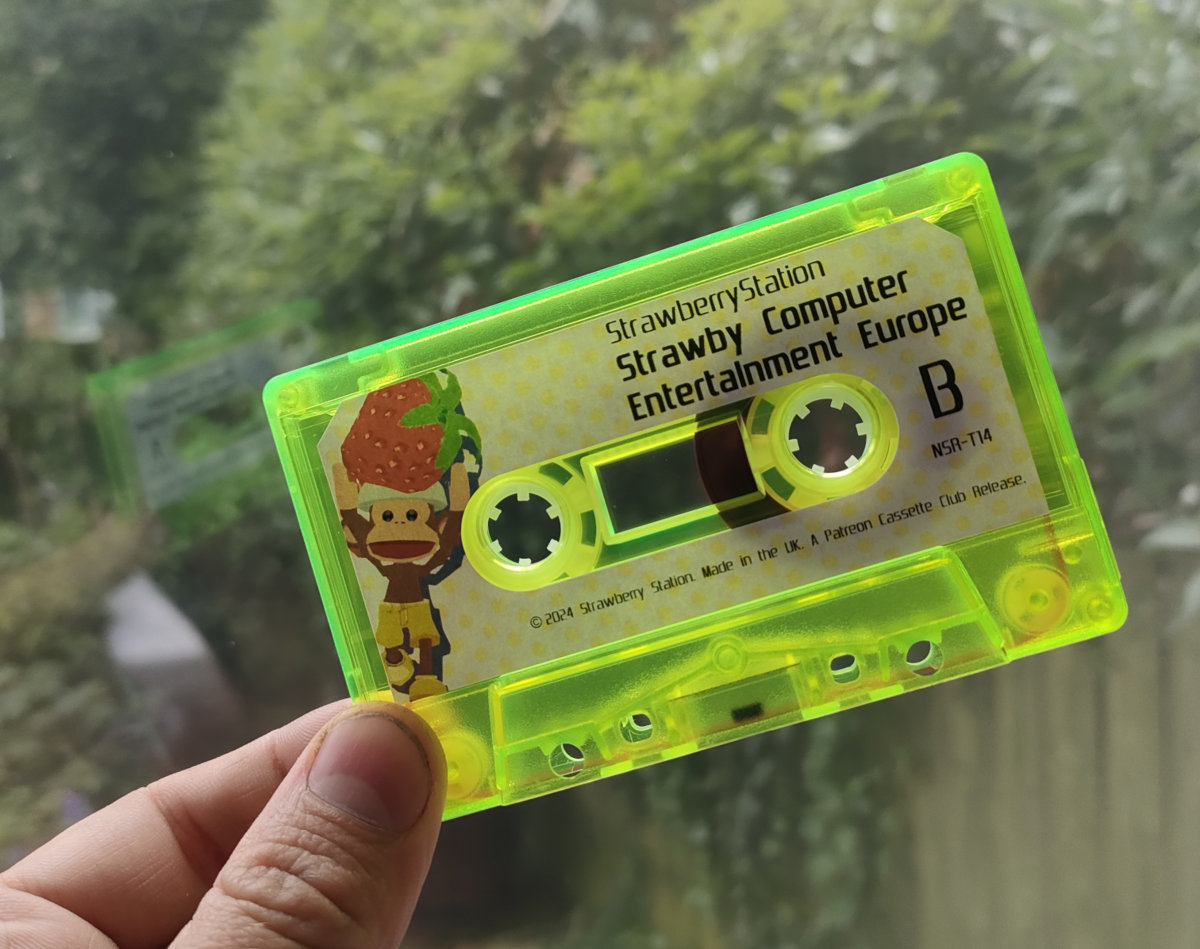 StrawberryStation
Strawby Computer
Entertainment Europe
B
NSR-T14
© 2024 Strawberry Station. Made in the UK. A Patreon Cassette Club Release.